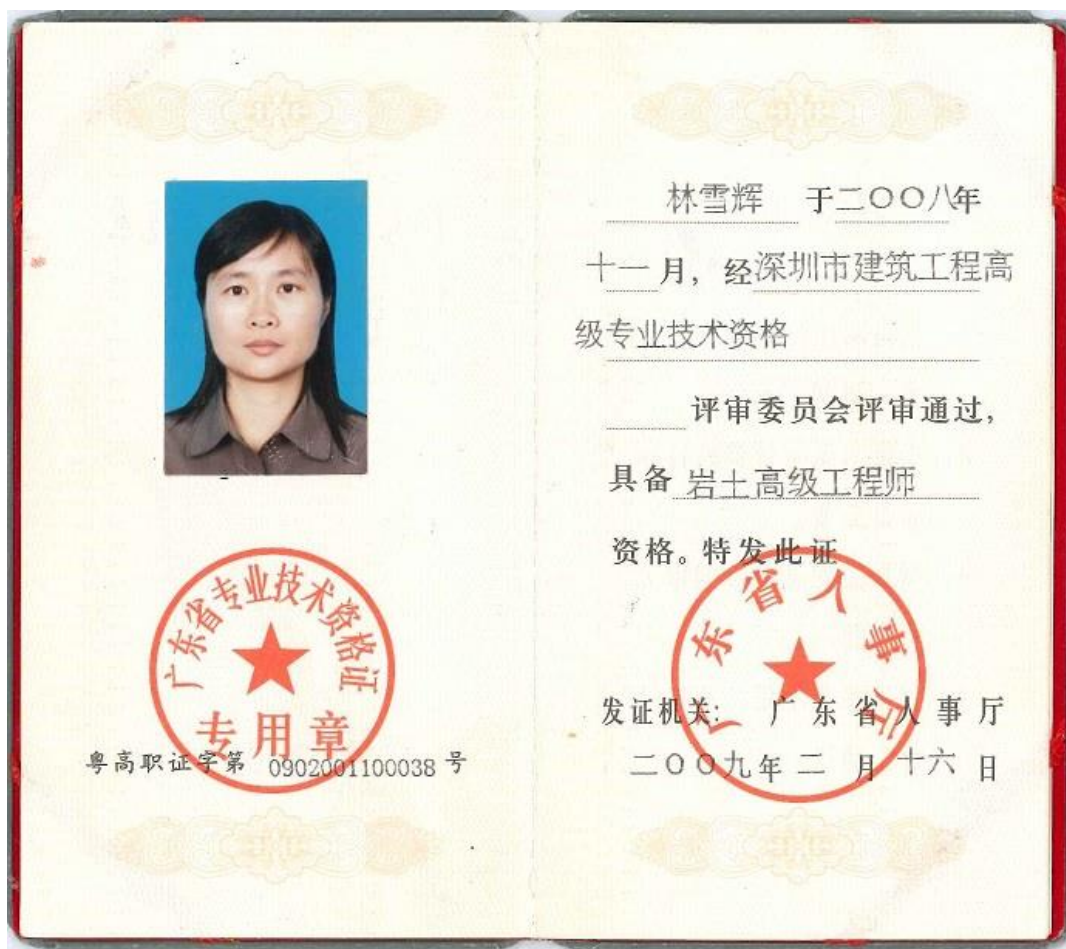 广东省专业技术资格证
专用章
粤高职证字第 0902001100038 号
林雪辉 于二〇〇八年
十一月，经深圳市建筑工程高
级专业技术资格
评审委员会评审通过，
具备 岩土高级工程师
资格。特发此证
广东省人事厅
发证机关： 广东省人事厅
二〇〇九年 二 月 十六 日